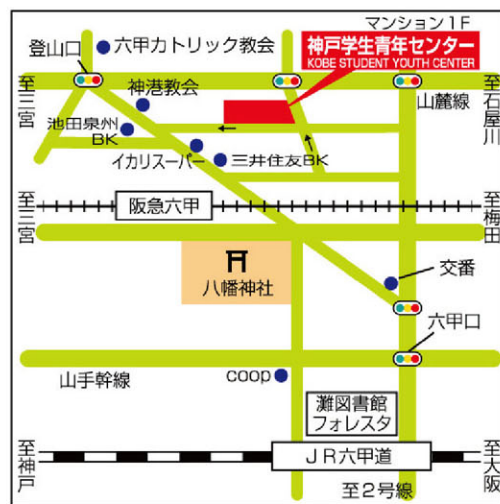 マンション1F
登山口
六甲カトリック教会
神戸学生青年センター
KOBE STUDENT YOUTH CENTER
至三宮
神港教会
山麓線
至石屋川
池田泉州
BK
イカリスーパー
三井住友BK
至三宮
阪急六甲
至梅田
八幡神社
交番
六甲口
山手幹線
coop
灘図書館
フォレスタ
至神戸
JR六甲道
至大阪
至2号線